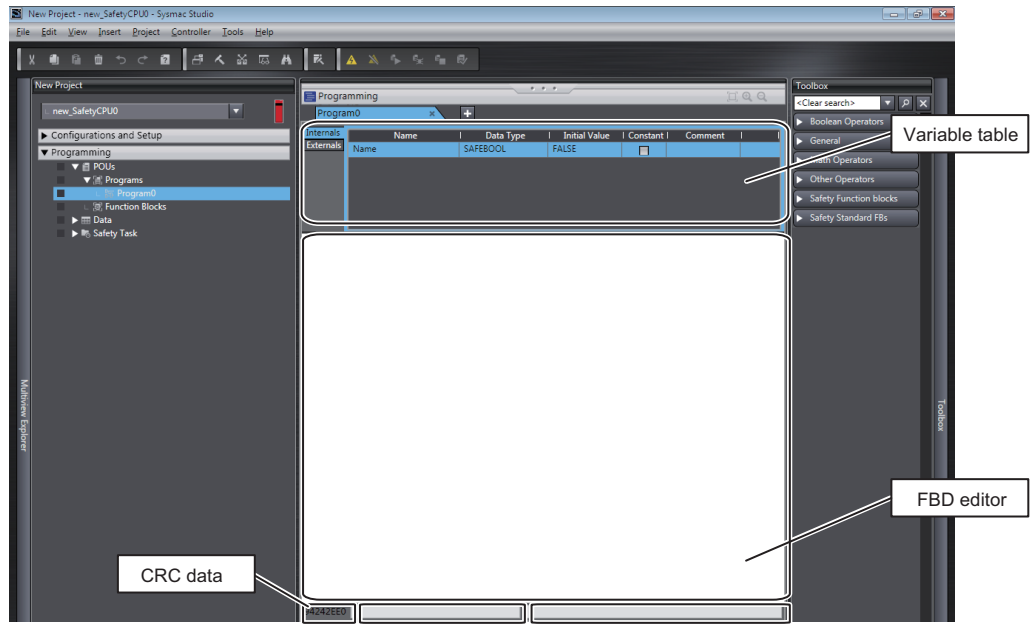 New Project - new_SafetyCPU0 - Sysmac Studio
File Edit View Insert Project Controller Tools Help
New Project
new_SafetyCPU0
Configurations and Setup
Programming
POUs
Programs
Program0
Function Blocks
Data
Safety Task
Multiview Explorer
Programming
Program0
Internals
Externals
Name Data Type Initial Value Constant Comment
Name SAFEBOOL FALSE
Toolbox
<Clear search>
Boolean Operators
General
Math Operators
Other Operators
Safety Function blocks
Safety Standard FBs
Toolbox
Variable table
FBD editor
CRC data
4242EE0